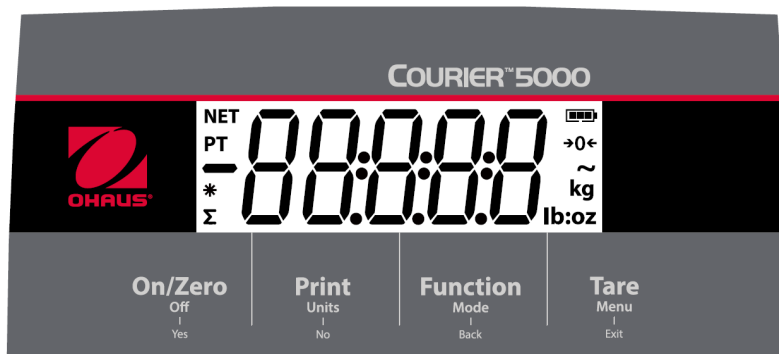 COURIER™5000
NET
PT
*
Σ
88:8:8:8
→0←
~
kg
lb:oz
OHAUS®
On/Zero
Off
Yes
Print
Units
No
Function
Mode
Back
Tare
Menu
Exit